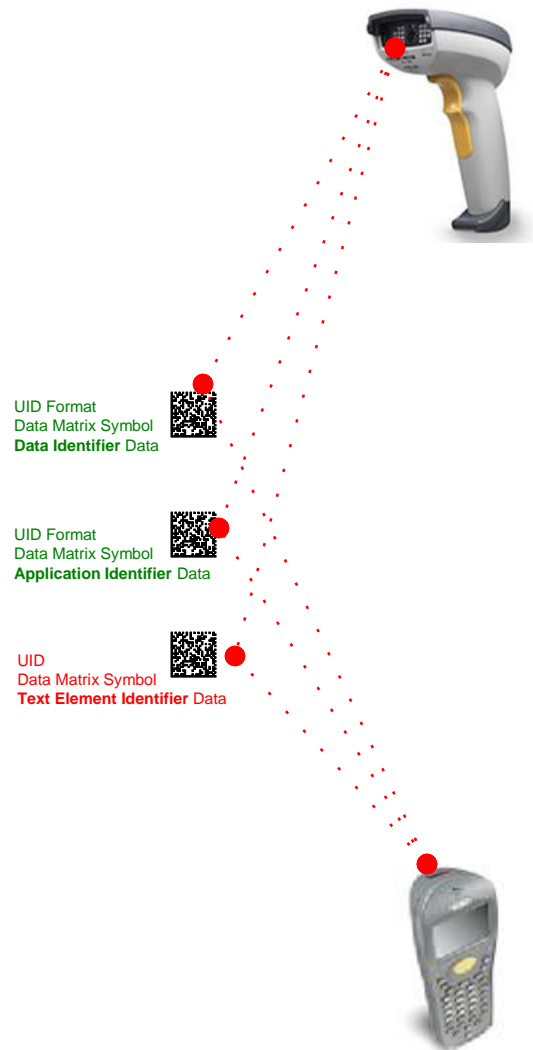 UID Format
Data Matrix Symbol
Data Identifier Data
UID Format
Data Matrix Symbol
Application Identifier Data
UID
Data Matrix Symbol
Text Element Identifier Data